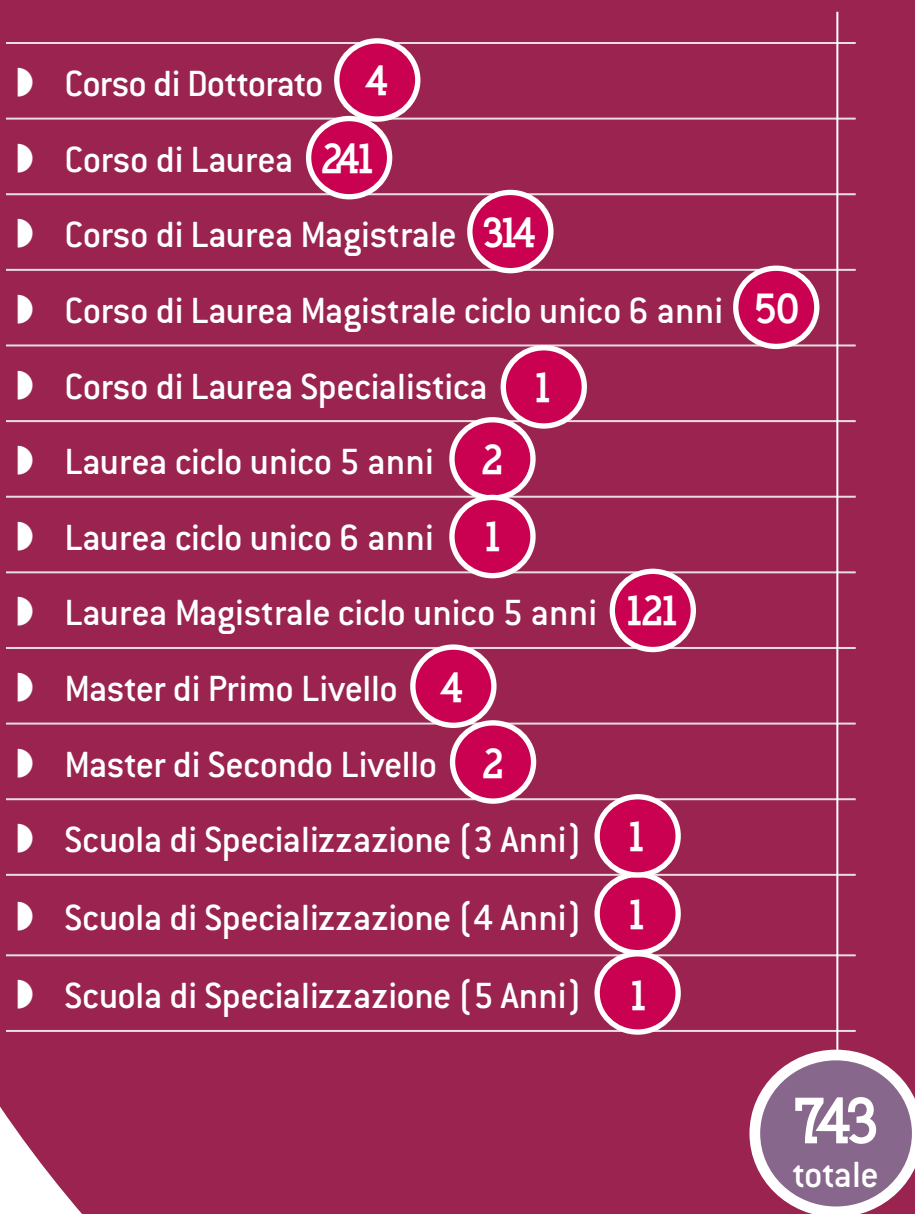 Corso di Dottorato 4
Corso di Laurea 241
Corso di Laurea Magistrale 314
Corso di Laurea Magistrale ciclo unico 6 anni 50
Corso di Laurea Specialistica 1
Laurea ciclo unico 5 anni 2
Laurea ciclo unico 6 anni 1
Laurea Magistrale ciclo unico 5 anni 121
Master di Primo Livello 4
Master di Secondo Livello 2
Scuola di Specializzazione (3 Anni) 1
Scuola di Specializzazione (4 Anni) 1
Scuola di Specializzazione (5 Anni) 1
743
totale